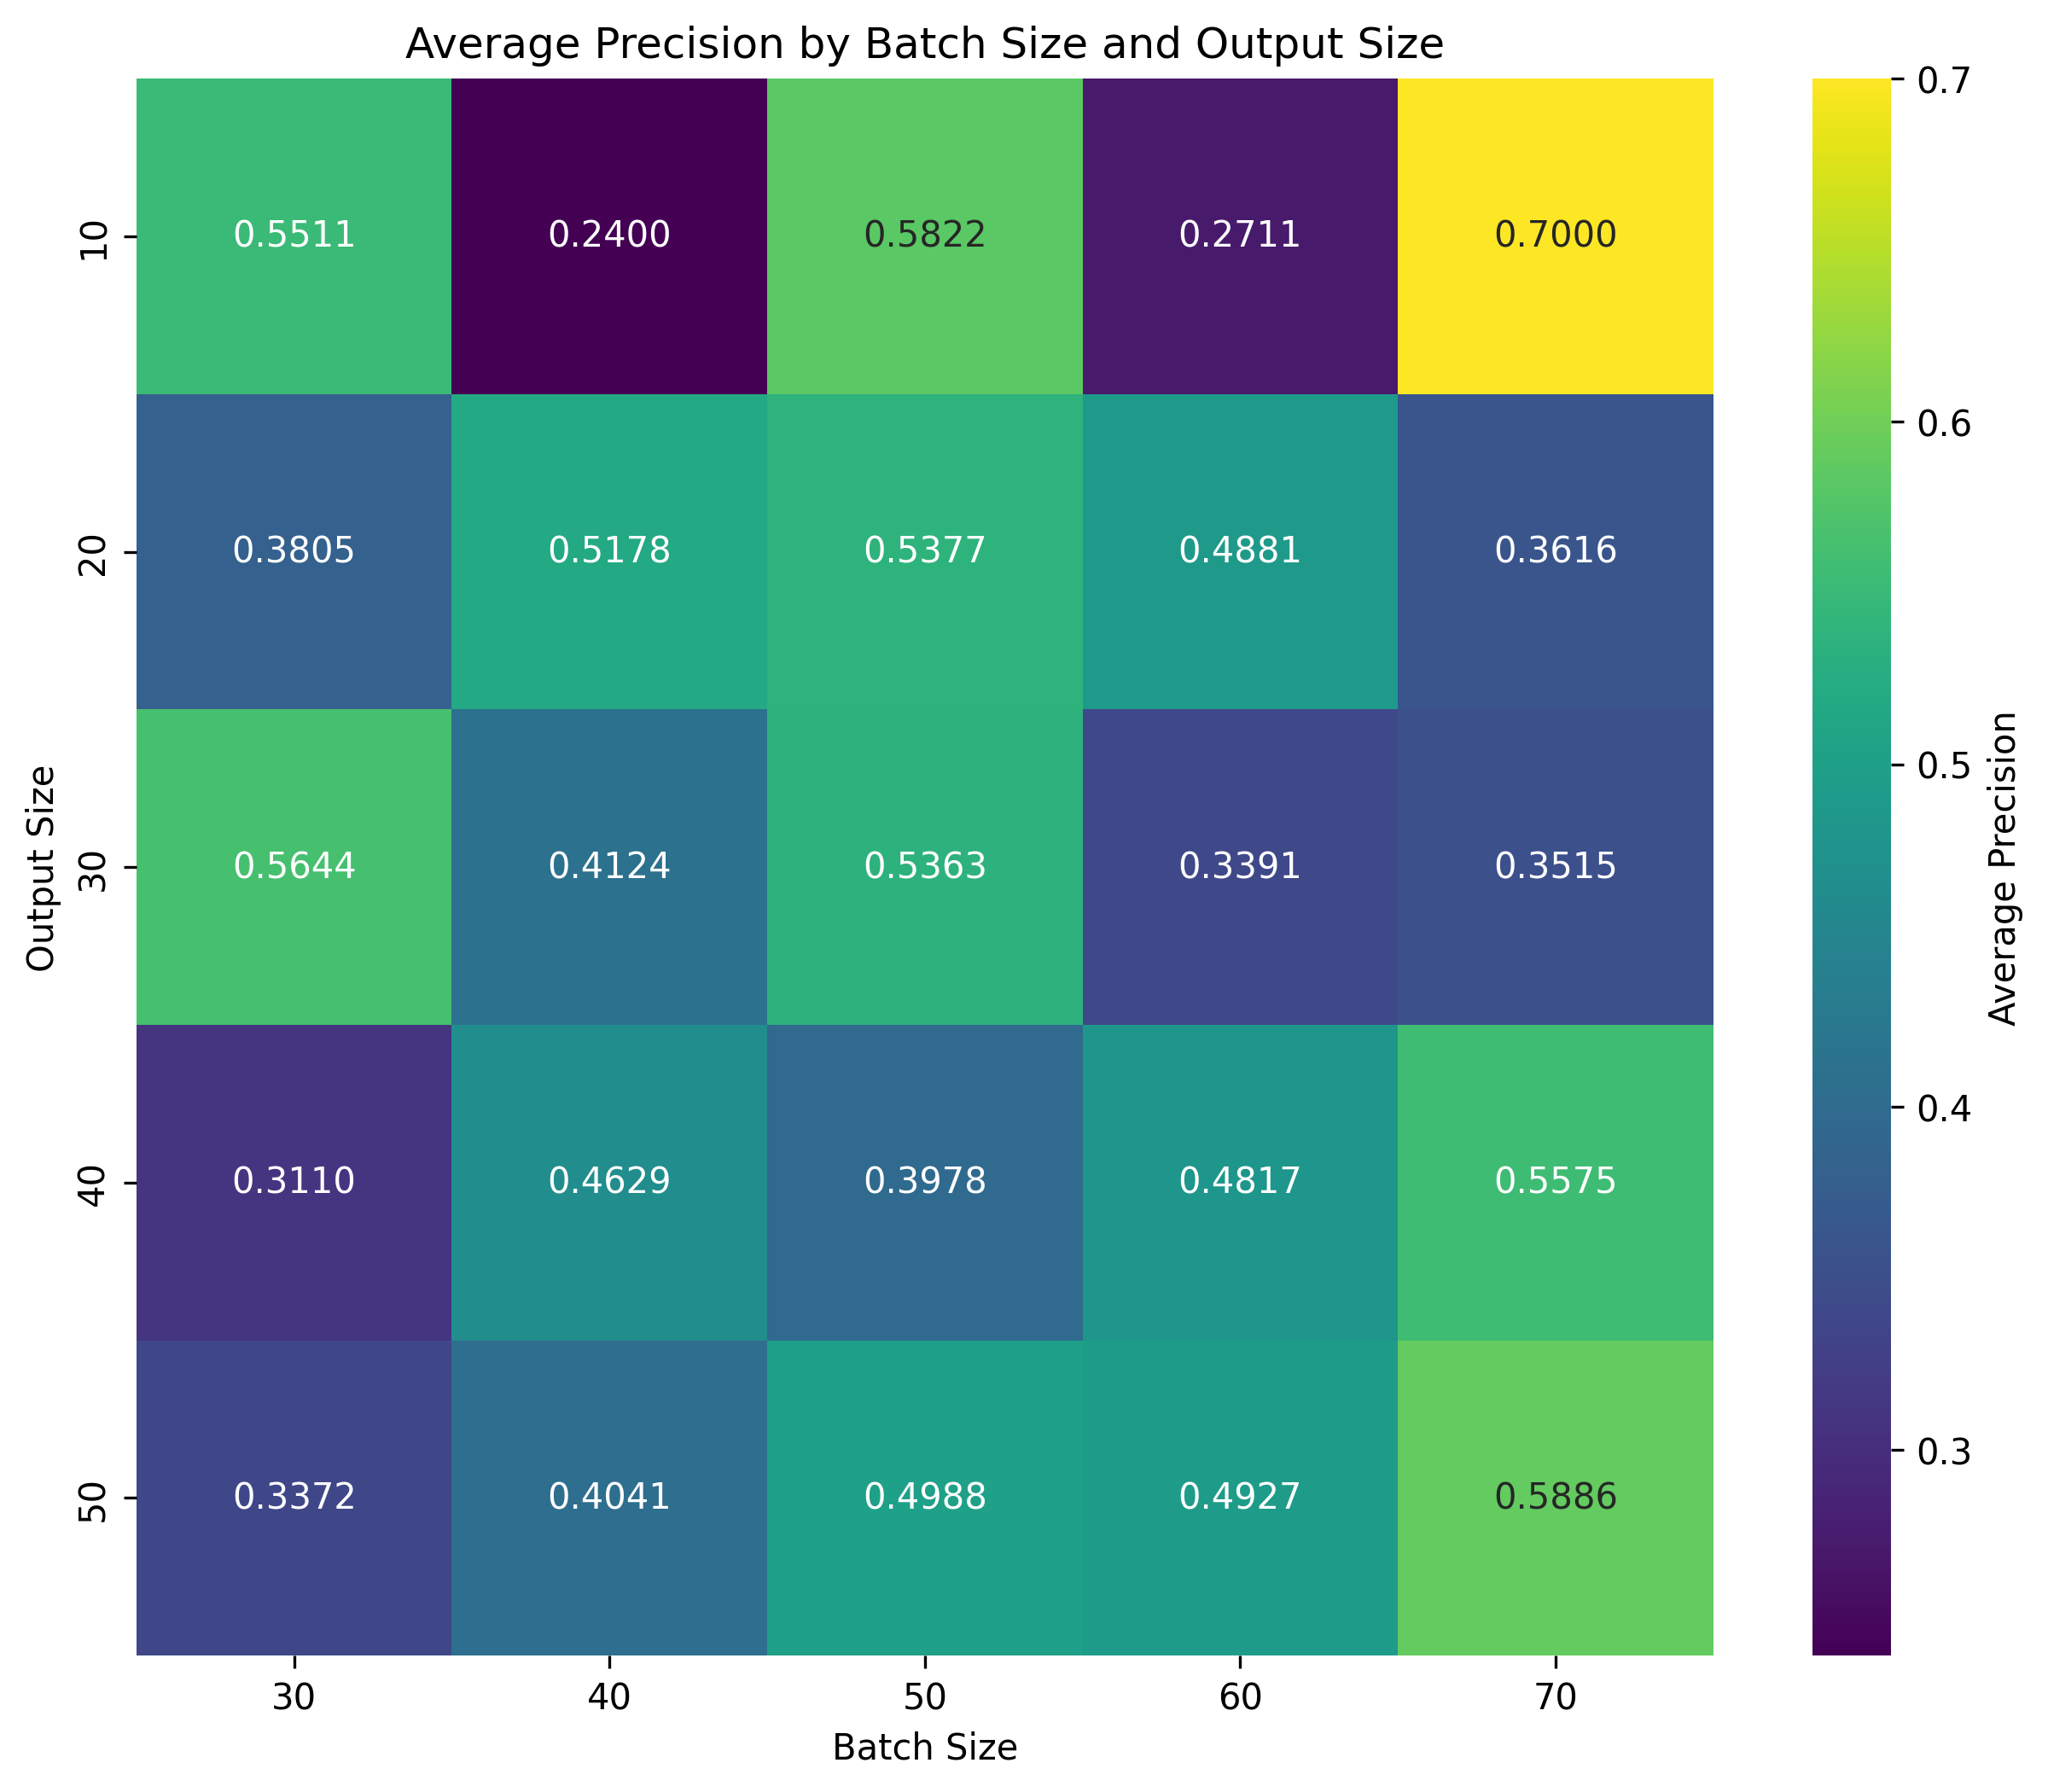 Average Precision by Batch Size and Output Size
10 0.5511 0.2400 0.5822 0.2711 0.7000
20 0.3805 0.5178 0.5377 0.4881 0.3616
30 0.5644 0.4124 0.5363 0.3391 0.3515
40 0.3110 0.4629 0.3978 0.4817 0.5575
50 0.3372 0.4041 0.4988 0.4927 0.5886
30 40 50 60 70
Batch Size
Output Size
0.7
0.6
0.5
0.4
0.3
Average Precision